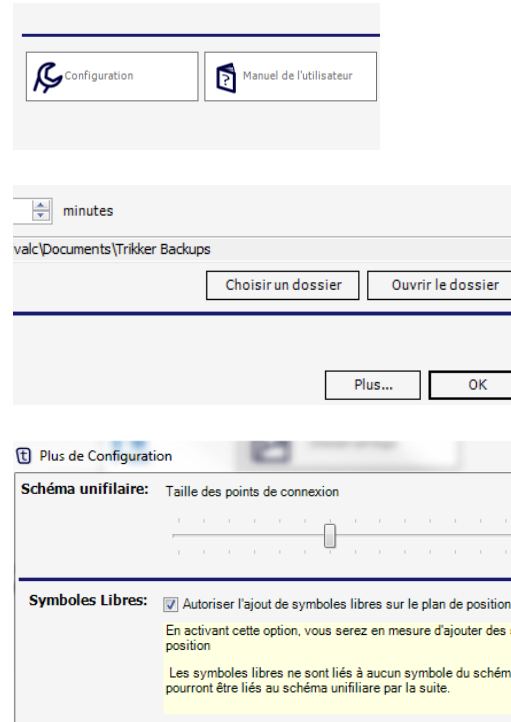 Configuration
Manuel de l'utilisateur
minutes
valc\Documents\Trikker Backups
Choisir un dossier
Ouvrir le dossier
Plus...
OK
Plus de Configuration
Schéma unifilaire:
Taille des points de connexion
Symboles Libres:
Autoriser l'ajout de symboles libres sur le plan de position
En activant cette option, vous serez en mesure d'ajouter des
position
Les symboles libres ne sont liés à aucun symbole du schém
pourront être liés au schéma unifiliare par la suite.